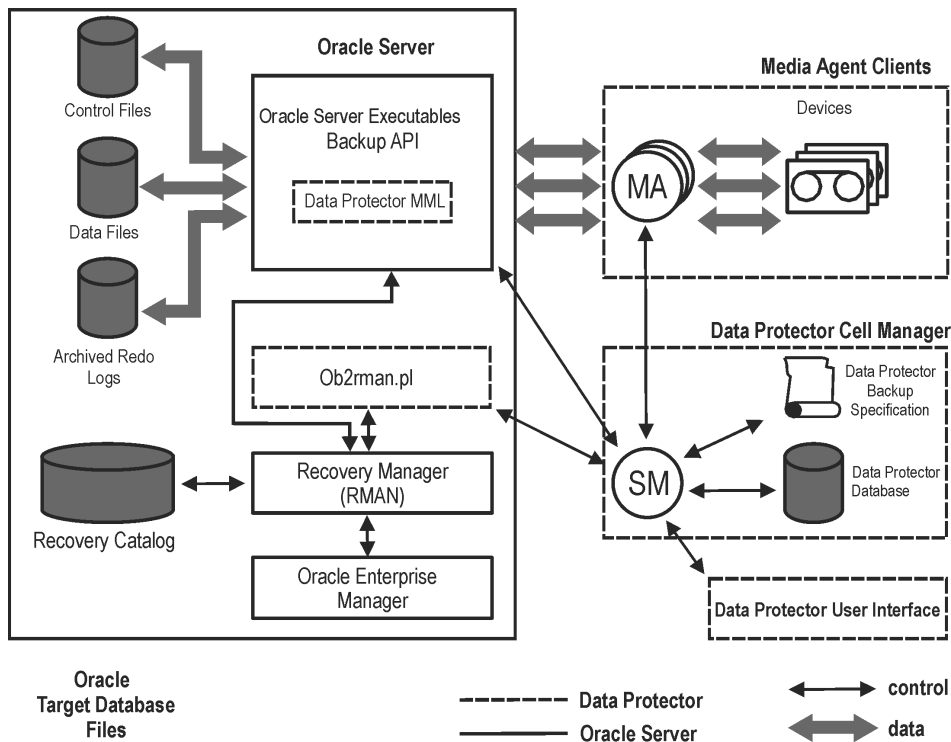 Oracle Server
Control Files
Data Files
Archived Redo
Logs
Oracle Server Executables
Backup API
Data Protector MML
Ob2rman.pl
Recovery Manager
(RMAN)
Recovery Catalog
Oracle Enterprise
Manager
Media Agent Clients
Devices
MA
Data Protector Cell Manager
Data Protector
Backup
Specification
SM
Data Protector
Database
Data Protector User Interface
Oracle
Target Database
Files
Data Protector
Oracle Server
control
data